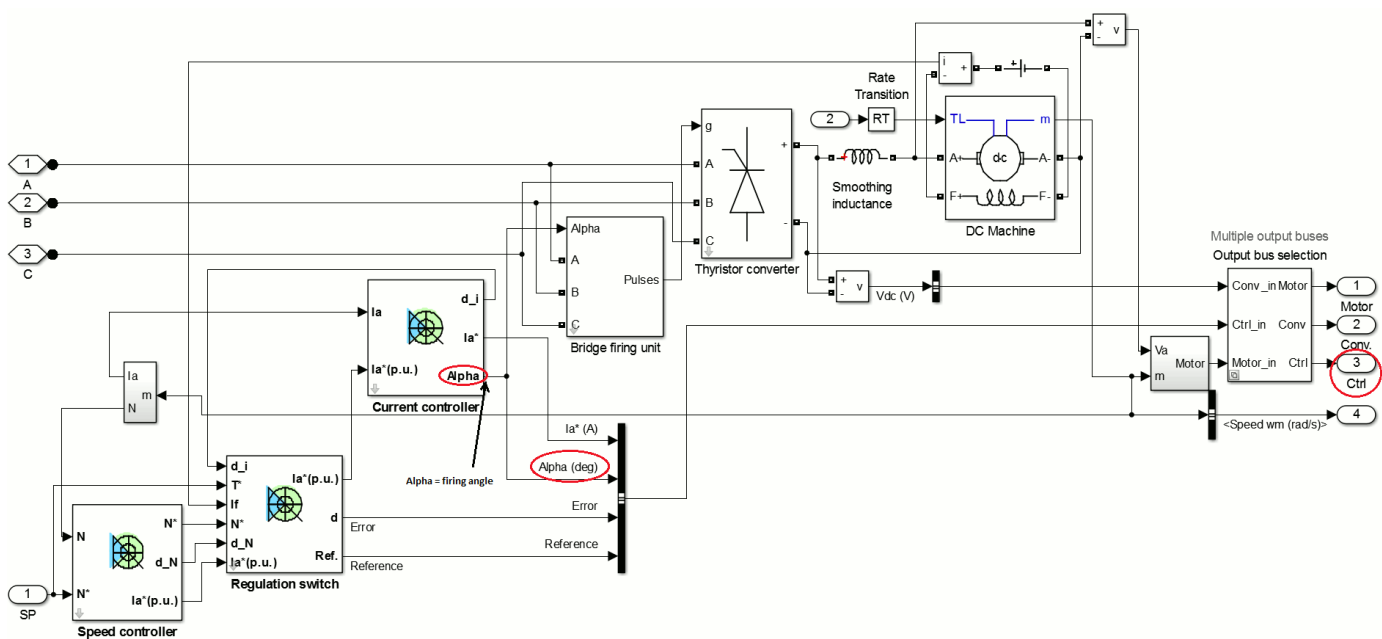 +
-
v
i
-
+
+
Rate
Transition
2
RT
TL
m
A+
dc
A-
F+
F-
DC Machine
g
A
B
C
+
-
Thyristor converter
Smoothing
inductance
1
A
2
B
3
C
Alpha
A
B
C
Pulses
Bridge firing unit
+
-
v
Vdc (V)
Multiple output buses
Output bus selection
Conv_in
Motor
Ctrl_in
Conv
Motor_in
Ctrl
1
Motor
2
Conv.
3
Ctrl
4
Va
m
Motor
<Speed wm (rad/s)>
Ia
Ia*(p.u.)
d_i
Ia*
Alpha
Current controller
Ia
N
m
Alpha = firing angle
Ia* (A)
Alpha (deg)
Error
Reference
d_i
T*
If
N*
d_N
Ia*(p.u.)
Ia*(p.u.)
d
Ref.
Error
Reference
Regulation switch
N
N*
N*
d_N
Ia*(p.u.)
Speed controller
1
SP